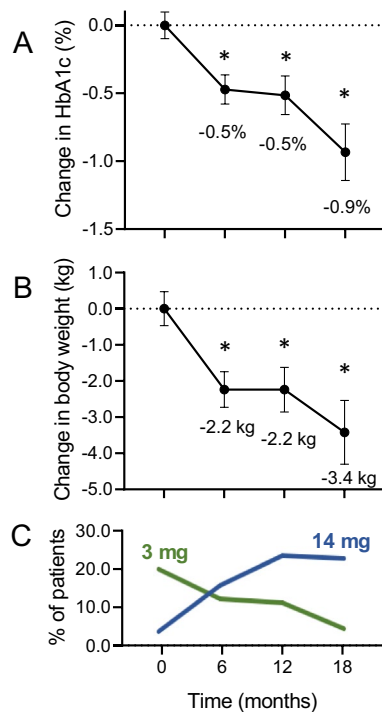 A
Change in HbA1c (%)
0.0
-0.5
-1.0
-1.5
*
*
*
-0.5%
-0.5%
-0.9%
B
Change in body weight (kg)
1.0
0.0
-1.0
-2.0
-3.0
-4.0
-5.0
*
*
*
-2.2 kg
-2.2 kg
-3.4 kg
C
% of patients
30.0
20.0
10.0
0.0
3 mg
14 mg
0
6
12
18
Time (months)